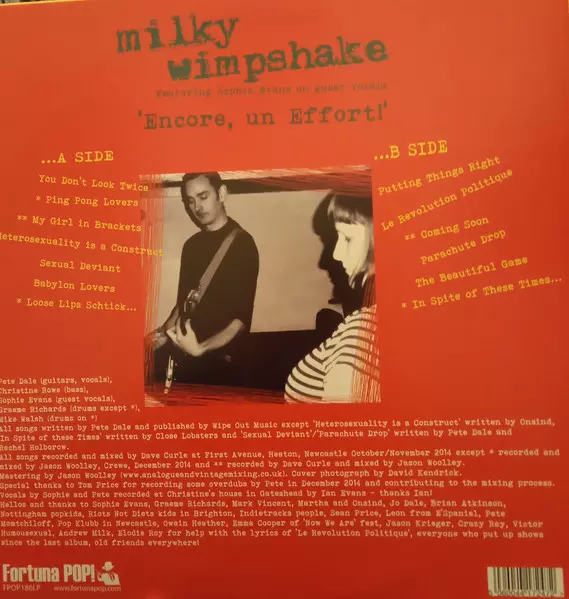 milky
wimpshake
Featuring Sophie Evans on guest vocals
'Encore, un Effort!'
...A SIDE
You Don't Look Twice
* Ping Pong Lovers
** My Girl in Brackets
Heterosexuality is a Construct
Sexual Deviant
Babylon Lovers
* Loose Lips Schtick...
...B SIDE
Putting Things Right
Le Revolution Politique
** Coming Soon
Parachute Drop
The Beautiful Game
* In Spite of These Times...
Pete Dale (guitars, vocals),
Christine Rowe (bass),
Sophie Evans (guest vocals),
Graeme Richards (drums except *),
Mike Walsh (drums on *)
All songs written by Pete Dale and published by Wipe Out Music except 'Heterosexuality is a Construct' written by Onsind,
'In Spite of these Times' written by Close Lobsters and 'Sexual Deviant'/'Parachute Drop' written by Pete Dale and
Rachel Holborow.
All songs recorded and mixed by Dave Curle at First Avenue, Heaton, Newcastle October/November 2014 except * recorded and
mixed by Jason Woolley, Crewe, December 2014 and ** recorded by Dave Curle and mixed by Jason Woolley.
Mastering by Jason Woolley (www.analogueandvintagemixing.co.uk). Cover photograph by David Kendrick.
Special thanks to Tom Price for recording some overdubs by Pete in December 2014 and contributing to the mixing process.
Vocals by Sophie and Pete recorded at Christine's house in Gateshead by Ian Evans - thanks Ian!
Hellos and thanks to Sophie Evans, Graeme Richards, Mark Vincent, Martha and Onsind, Jo Dale, Brian Atkinson,
Nottingham popkids, Riots Not Diets kids in Brighton, Indietracks people, Sean Price, Leon from E'Spaniel, Pete
Momtchiloff, Pop Klubb in Newcastle, Owain Heather, Emma Cooper of 'Now We Are' fest, Jason Krieger, Crazy Rey, Victor
Humousexual, Andrew Milk, Elodie Roy for help with the lyrics of 'Le Revolution Politique', everyone who put up shows
since the last album, old friends everywhere!
Fortuna POP!
FPOP186LP
www.fortunapop.com